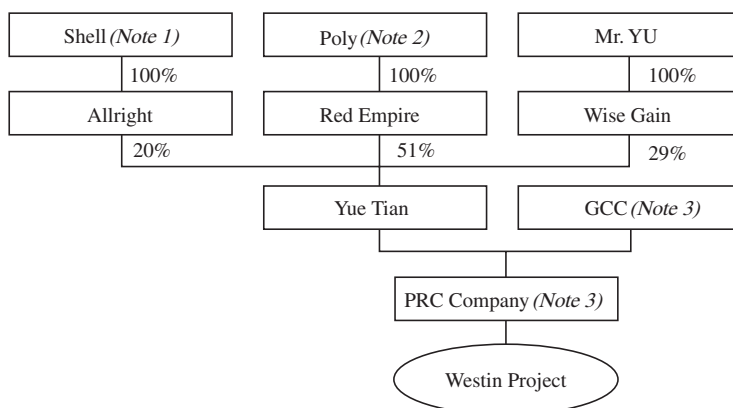 Shell (Note 1)
Poly (Note 2)
Mr. YU
100%
100%
100%
Allright
Red Empire
Wise Gain
20%
51%
29%
Yue Tian
GCC (Note 3)
PRC Company (Note 3)
Westin Project